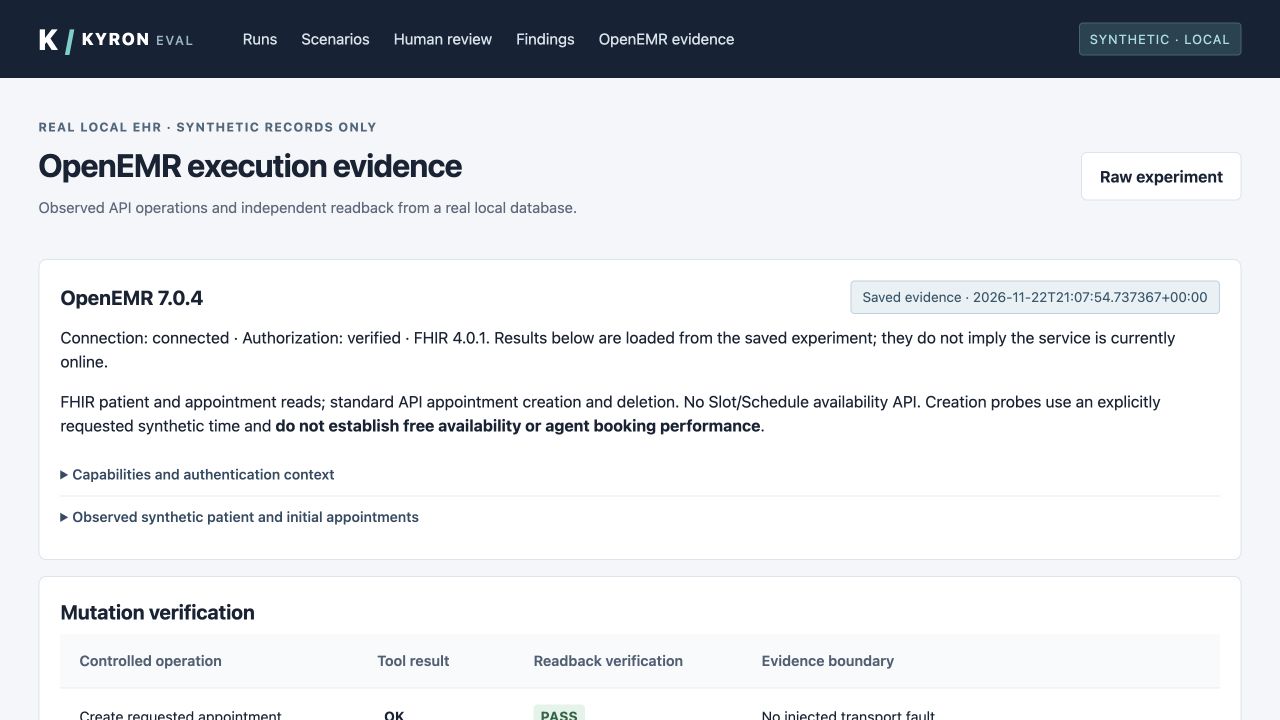 K / KYRON EVAL
Runs
Scenarios
Human review
Findings
OpenEMR evidence
SYNTHETIC · LOCAL
REAL LOCAL EHR · SYNTHETIC RECORDS ONLY
OpenEMR execution evidence
Raw experiment
Observed API operations and independent readback from a real local database.
OpenEMR 7.0.4
Saved evidence · 2026-11-22T21:07:54.737367+00:00
Connection: connected · Authorization: verified · FHIR 4.0.1. Results below are loaded from the saved experiment; they do not imply the service is currently
online.
FHIR patient and appointment reads; standard API appointment creation and deletion. No Slot/Schedule availability API. Creation probes use an explicitly
requested synthetic time and do not establish free availability or agent booking performance.
Capabilities and authentication context
Observed synthetic patient and initial appointments
Mutation verification
Controlled operation
Tool result
Readback verification
Evidence boundary
Create requested appointment
OK
PASS
No injected transport fault